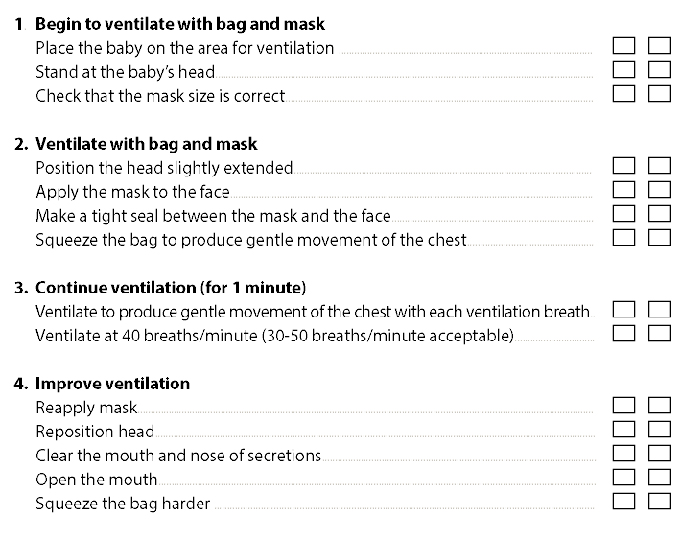 1 Begin to ventilate with bag and mask
Place the baby on the area for ventilation
Stand at the baby's head
Check that the mask size is correct
2. Ventilate with bag and mask
Position the head slightly extended
Apply the mask to the face
Make a tight seal between the mask and the face
Squeeze the bag to produce gentle movement of the chest
3. Continue ventilation (for 1 minute)
Ventilate to produce gentle movement of the chest with each ventilation breath
Ventilate at 40 breaths/minute (30-50 breaths/minute acceptable)
4. Improve ventilation
Reapply mask
Reposition head
Clear the mouth and nose of secretions
Open the mouth
Squeeze the bag harder